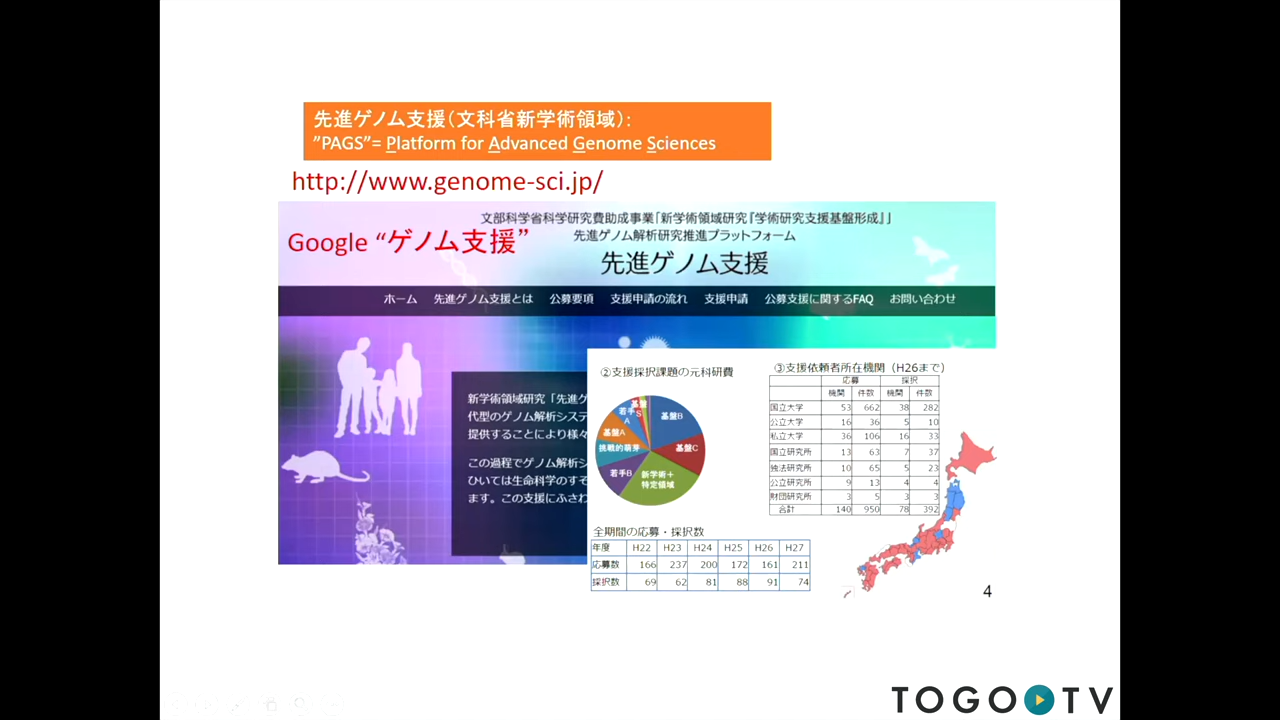 先進ゲノム支援(文科省新学術領域):
”PAGS”= Platform for Advanced Genome Sciences
http://www.genome-sci.jp/
文部科学省科学研究費助成事業「新学術領域研究『学術研究支援基盤形成』」
Google “ゲノム支援”
先進ゲノム解析研究推進プラットフォーム
先進ゲノム支援
ホーム 先進ゲノム支援とは 公募要項 支援申請の流れ 支援申請 公募支援に関するFAQ お問い合わせ
新学術領域研究「先進ゲ
代型のゲノム解析システ
提供することにより様々
この過程でゲノム解析シ
ひいては生命科学のすそ
ます。この支援にふさわ
②支援採択課題の元科研費
基盤S
若手A
基盤B
基盤A
基盤C
挑戦的萌芽
若手B
新学術+特定領域
③支援依頼者所在機関(H26まで)
応募 採択
機関 件数 機関 件数
国立大学 53 662 38 282
公立大学 16 36 5 10
私立大学 36 106 16 33
国立研究所 13 63 7 37
独法研究所 10 65 5 23
公立研究所 9 13 4 4
財団研究所 3 5 3 3
合計 140 950 78 392
全期間の応募・採択数
年度 H22 H23 H24 H25 H26 H27
応募数 166 237 200 172 161 211
採択数 69 62 81 88 91 74
4
TOGO TV